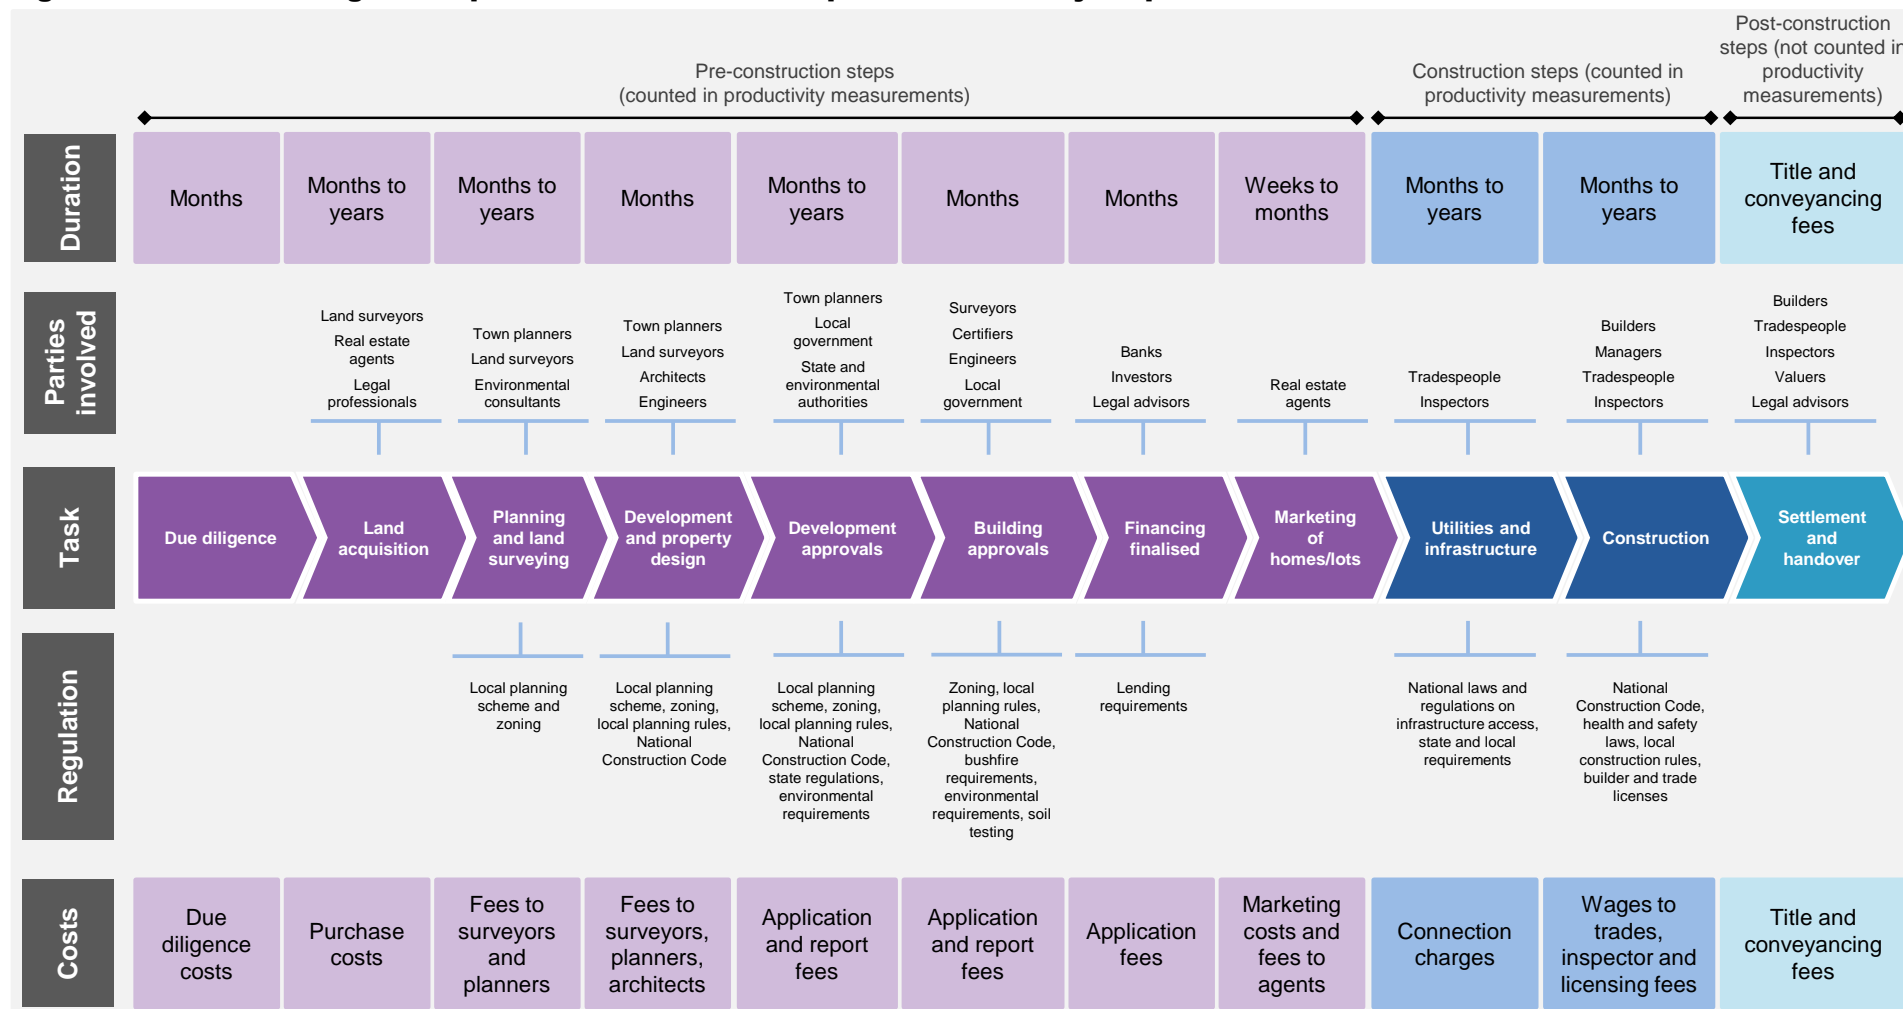 Post-construction
steps (not counted in
productivity
measurements)
Pre-construction steps
(counted in productivity measurements)
Construction steps (counted in
productivity measurements)
Duration
Months
Months to
years
Months to
years
Months
Months to
years
Months
Months
Weeks to
months
Months to
years
Months to
years
Title and
conveyancing
fees
Parties
involved
Land surveyors
Real estate
agents
Legal
professionals
Town planners
Land surveyors
Environmental
consultants
Town planners
Land surveyors
Architects
Engineers
Town planners
Local
government
State and
environmental
authorities
Surveyors
Certifiers
Engineers
Local
government
Banks
Investors
Legal advisors
Real estate
agents
Tradespeople
Inspectors
Builders
Managers
Tradespeople
Inspectors
Builders
Tradespeople
Inspectors
Valuers
Legal advisors
Task
Due diligence
Land
acquisition
Planning
and land
surveying
Development
and property
design
Development
approvals
Building
approvals
Financing
finalised
Marketing
of
homes/lots
Utilities and
infrastructure
Construction
Settlement
and
handover
Regulation
Local planning
scheme and
zoning
Local planning
scheme, zoning,
local planning rules,
National
Construction Code
Local planning
scheme, zoning,
local planning rules,
National
Construction Code,
state regulations,
environmental
requirements
Zoning, local
planning rules,
National
Construction Code,
bushfire
requirements,
environmental
requirements, soil
testing
Lending
requirements
National laws and
regulations on
infrastructure access,
state and local
requirements
National
Construction Code,
health and safety
laws, local
construction rules,
builder and trade
licenses
Costs
Due
diligence
costs
Purchase
costs
Fees to
surveyors
and
planners
Fees to
surveyors,
planners,
architects
Application
and report
fees
Application
and report
fees
Application
fees
Marketing
costs and
fees to
agents
Connection
charges
Wages to
trades,
inspector and
licensing fees
Title and
conveyancing
fees